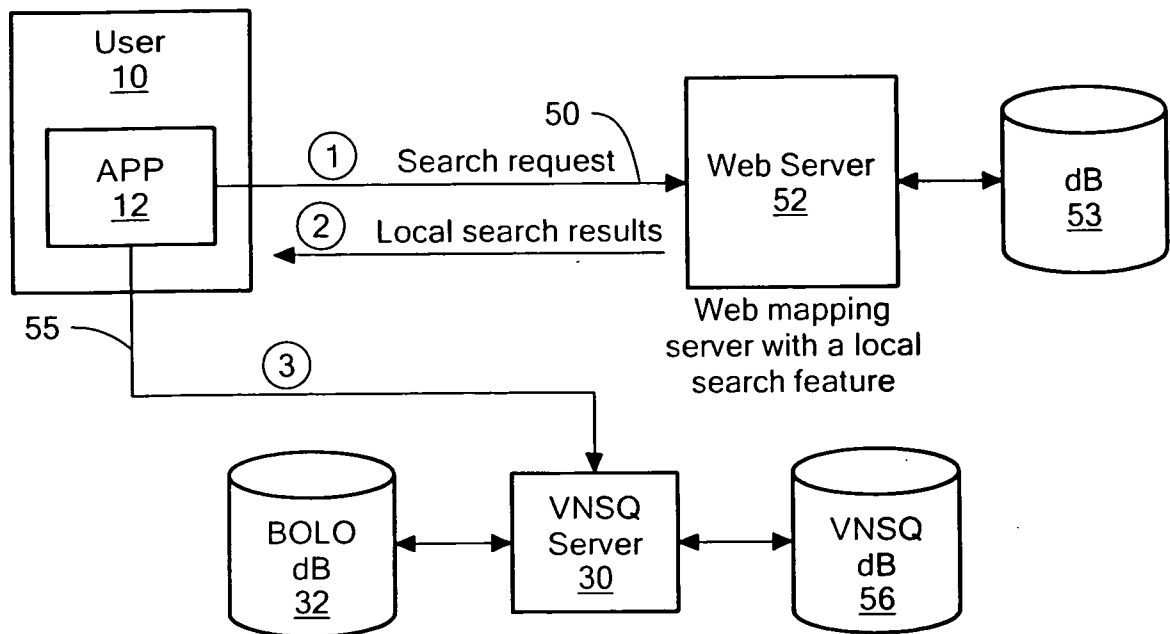 User
10
APP
12
50
1
Search request
2
Local search results
Web Server
52
dB
53
Web mapping
server with a local
search feature
55
3
BOLO
dB
32
VNSQ
Server
30
VNSQ
dB
56